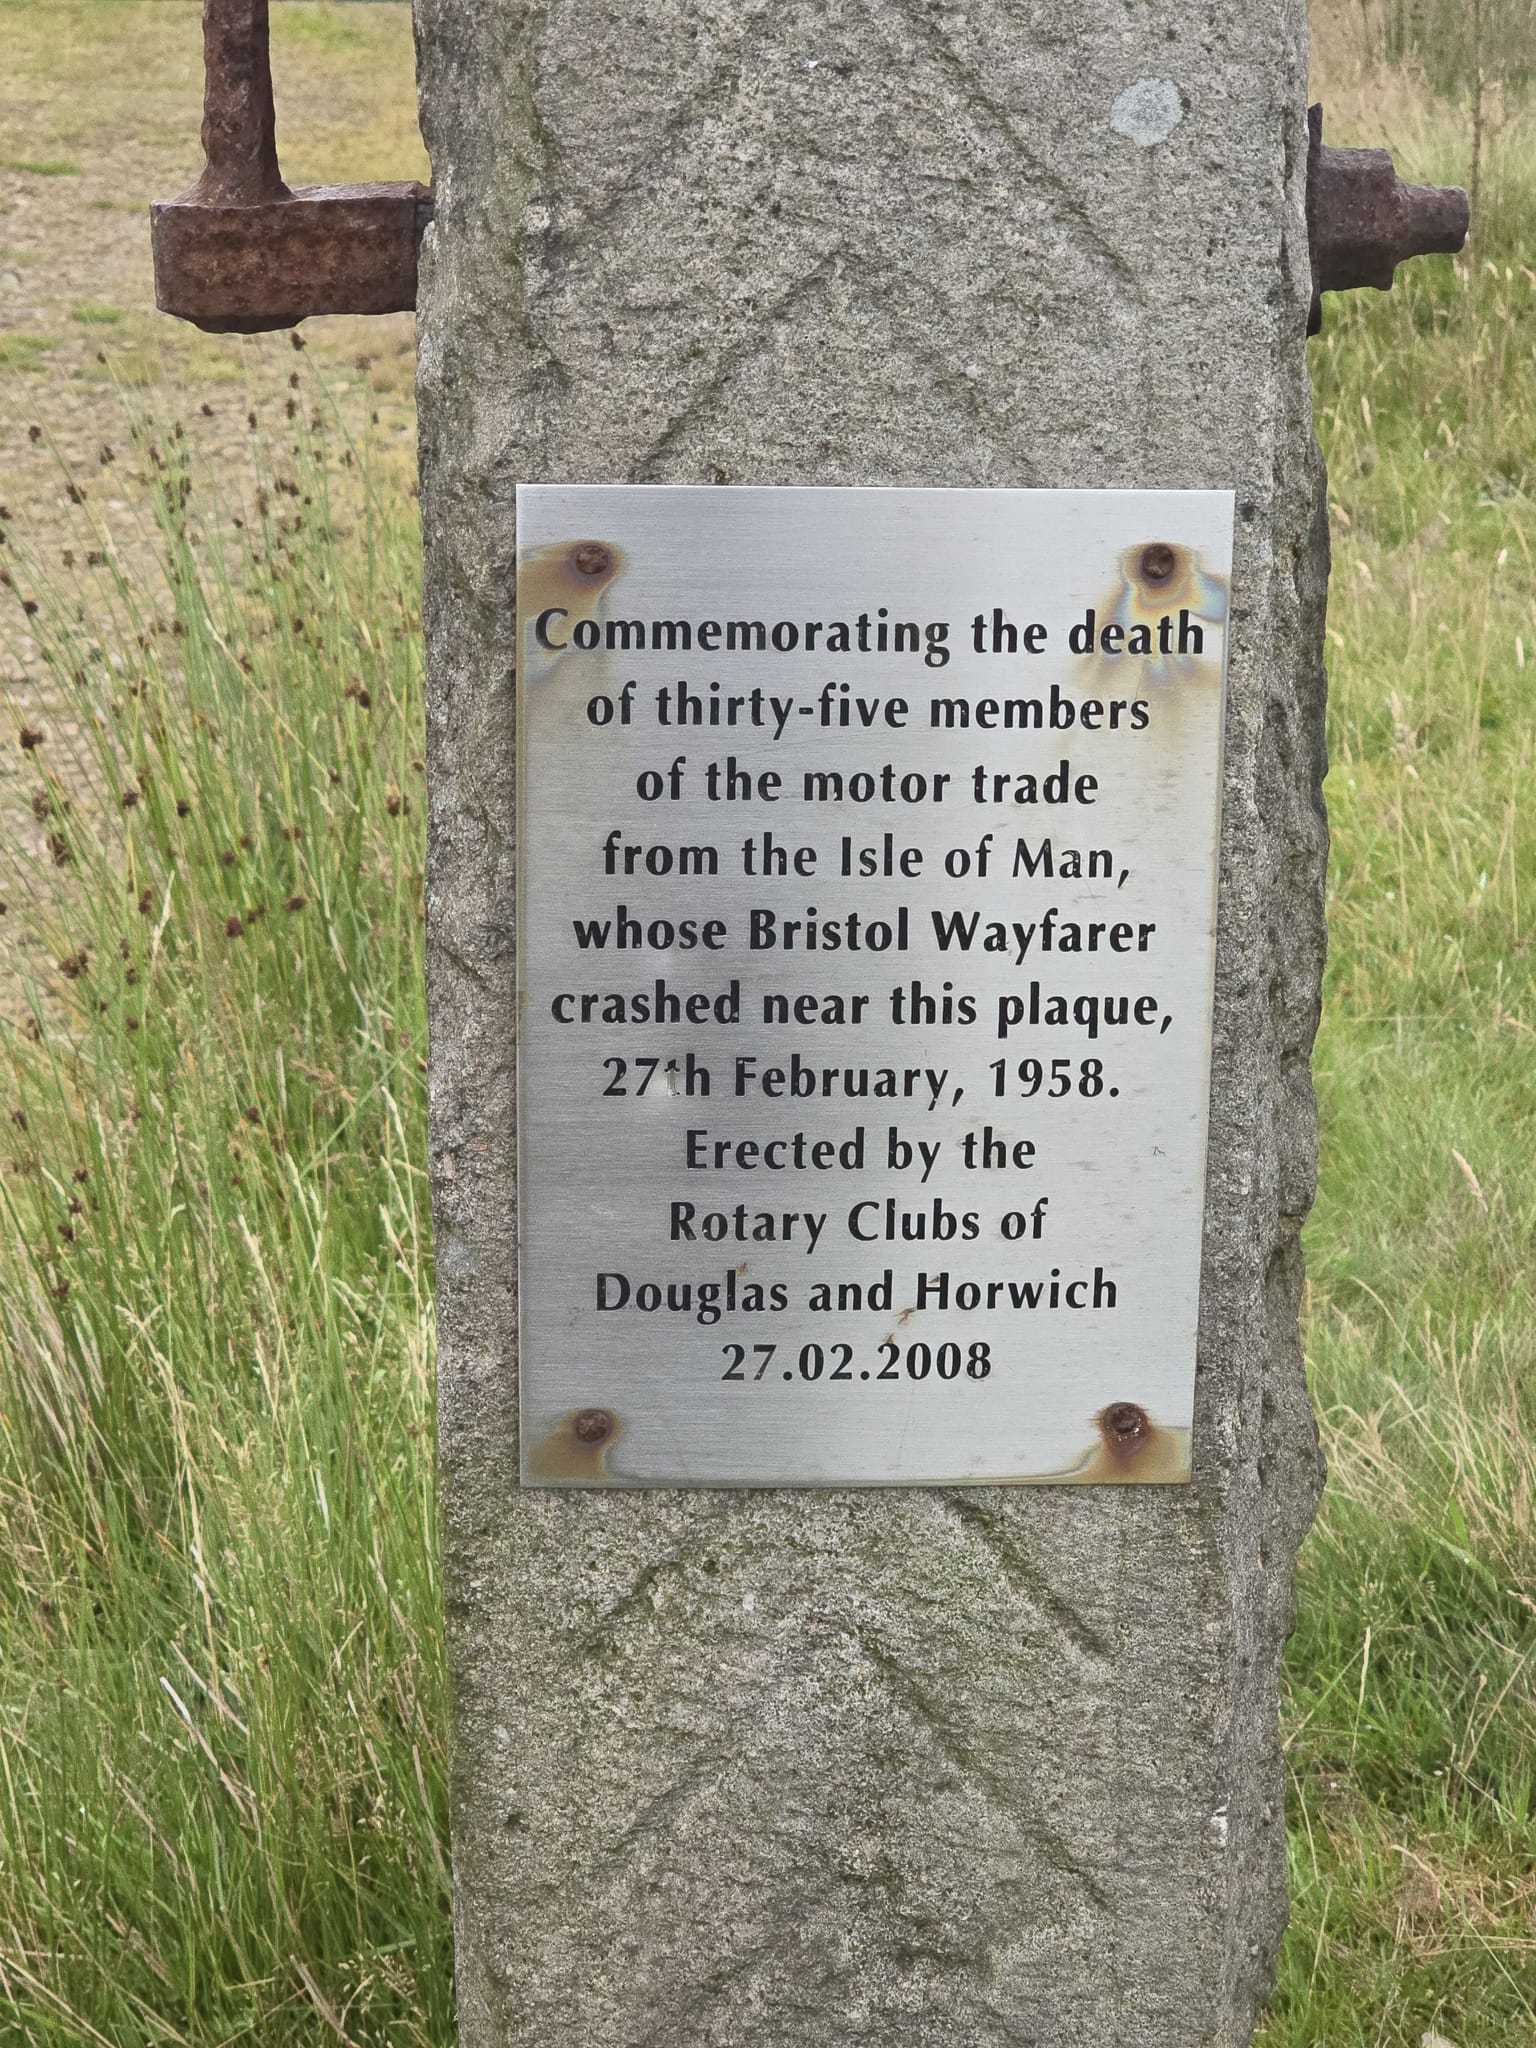 Commemorating the death
of thirty-five members
of the motor trade
from the Isle of Man,
whose Bristol Wayfarer
crashed near this plaque,
27th February, 1958.
Erected by the
Rotary Clubs of
Douglas and Horwich
27.02.2008